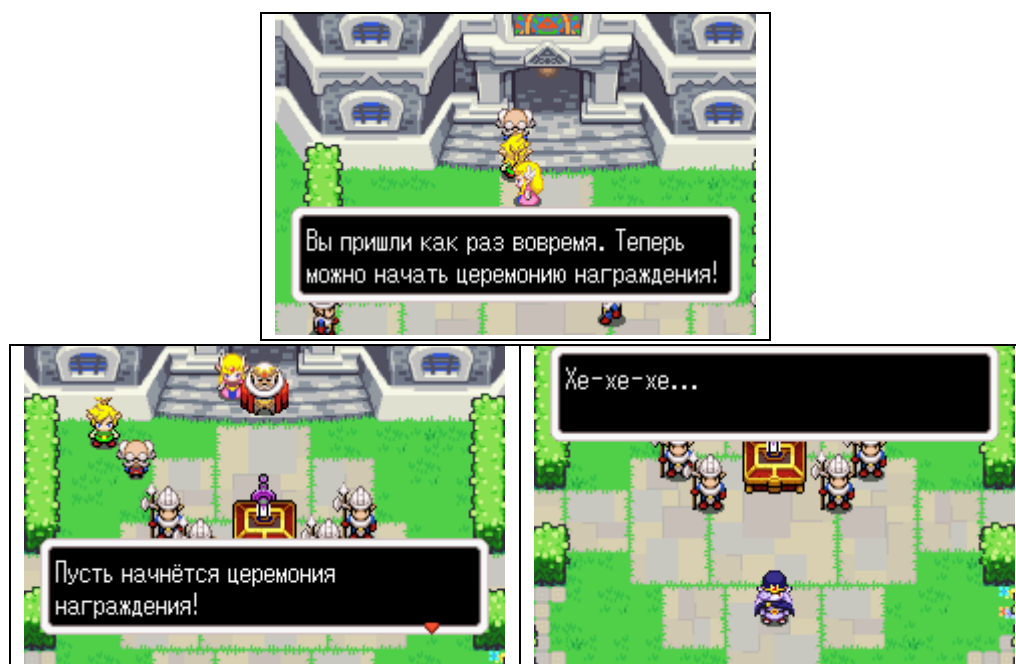 Вы пришли как раз вовремя. Теперь
можно начать церемонию награждения!
Пусть начнётся церемония
награждения!
Хе-хе-хе...